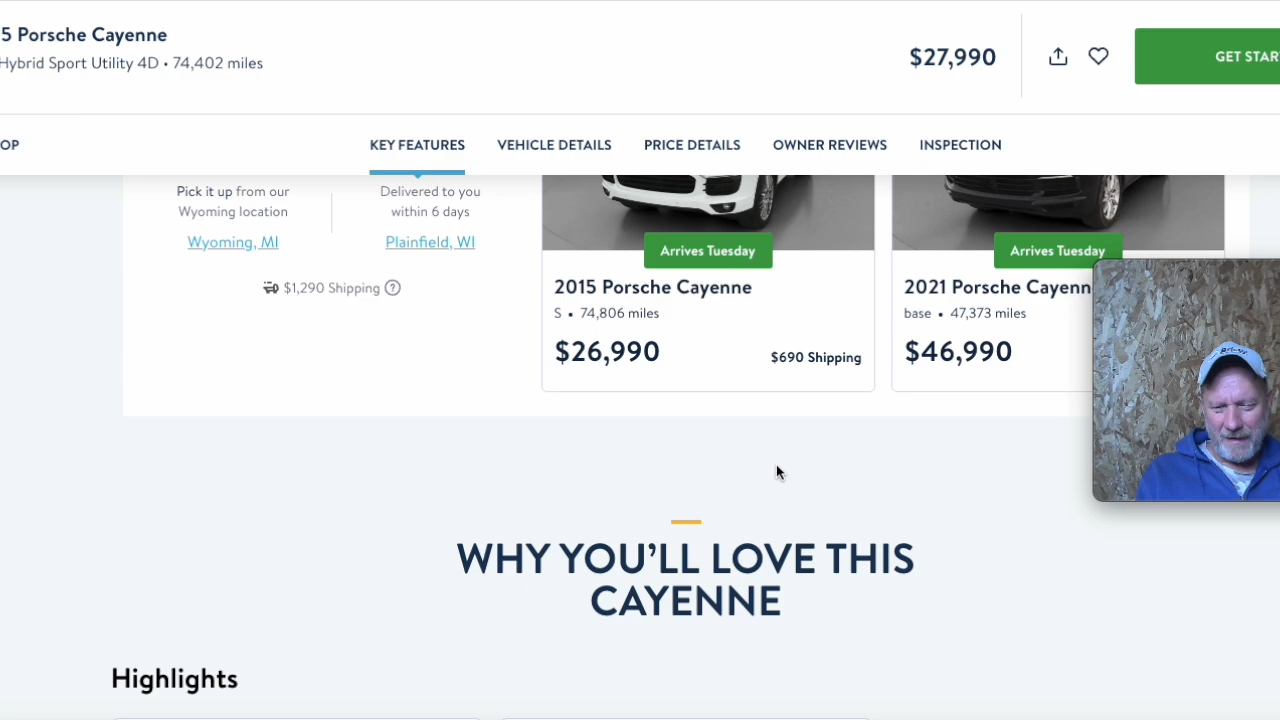 5 Porsche Cayenne
Hybrid Sport Utility 4D • 74,402 miles
$27,990
GET STAR
OP
KEY FEATURES
VEHICLE DETAILS
PRICE DETAILS
OWNER REVIEWS
INSPECTION
Pick it up from our
Wyoming location
Wyoming, MI
Delivered to you
within 6 days
Plainfield, WI
$1,290 Shipping ?
Arrives Tuesday
2015 Porsche Cayenne
S • 74,806 miles
$26,990
$690 Shipping
Arrives Tuesday
2021 Porsche Cayenn
base • 47,373 miles
$46,990
WHY YOU’LL LOVE THIS
CAYENNE
Highlights